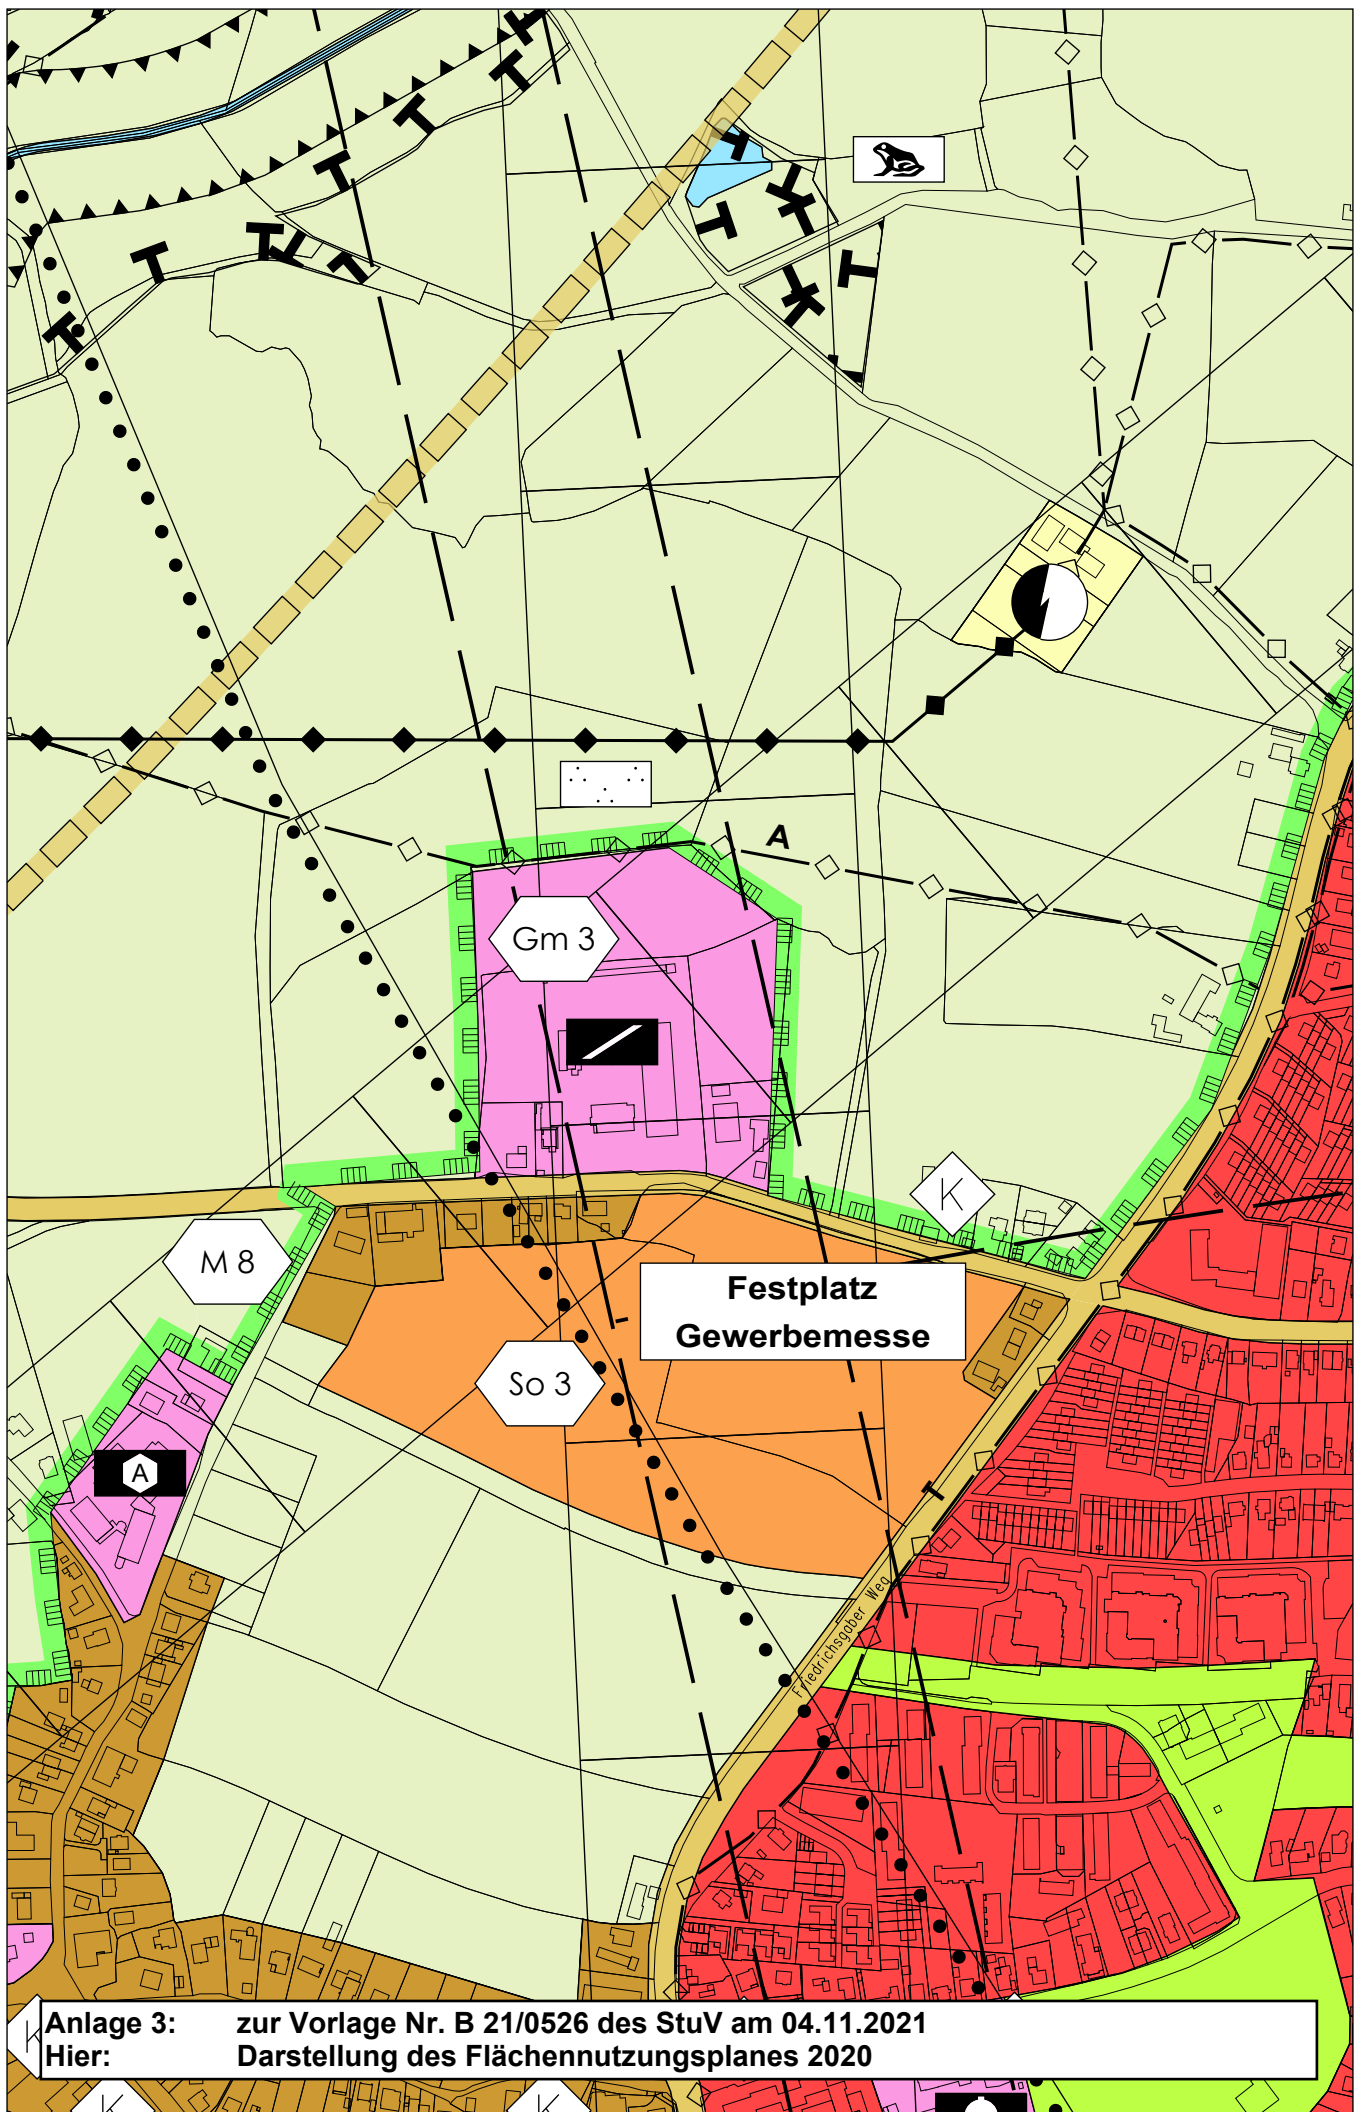 A
Gm 3
K
M 8
Festplatz
Gewerbemesse
So 3
A
Friedrichsgaber Weg
K
Anlage 3: zur Vorlage Nr. B 21/0526 des StuV am 04.11.2021
Hier: Darstellung des Flächennutzungsplanes 2020
K
K